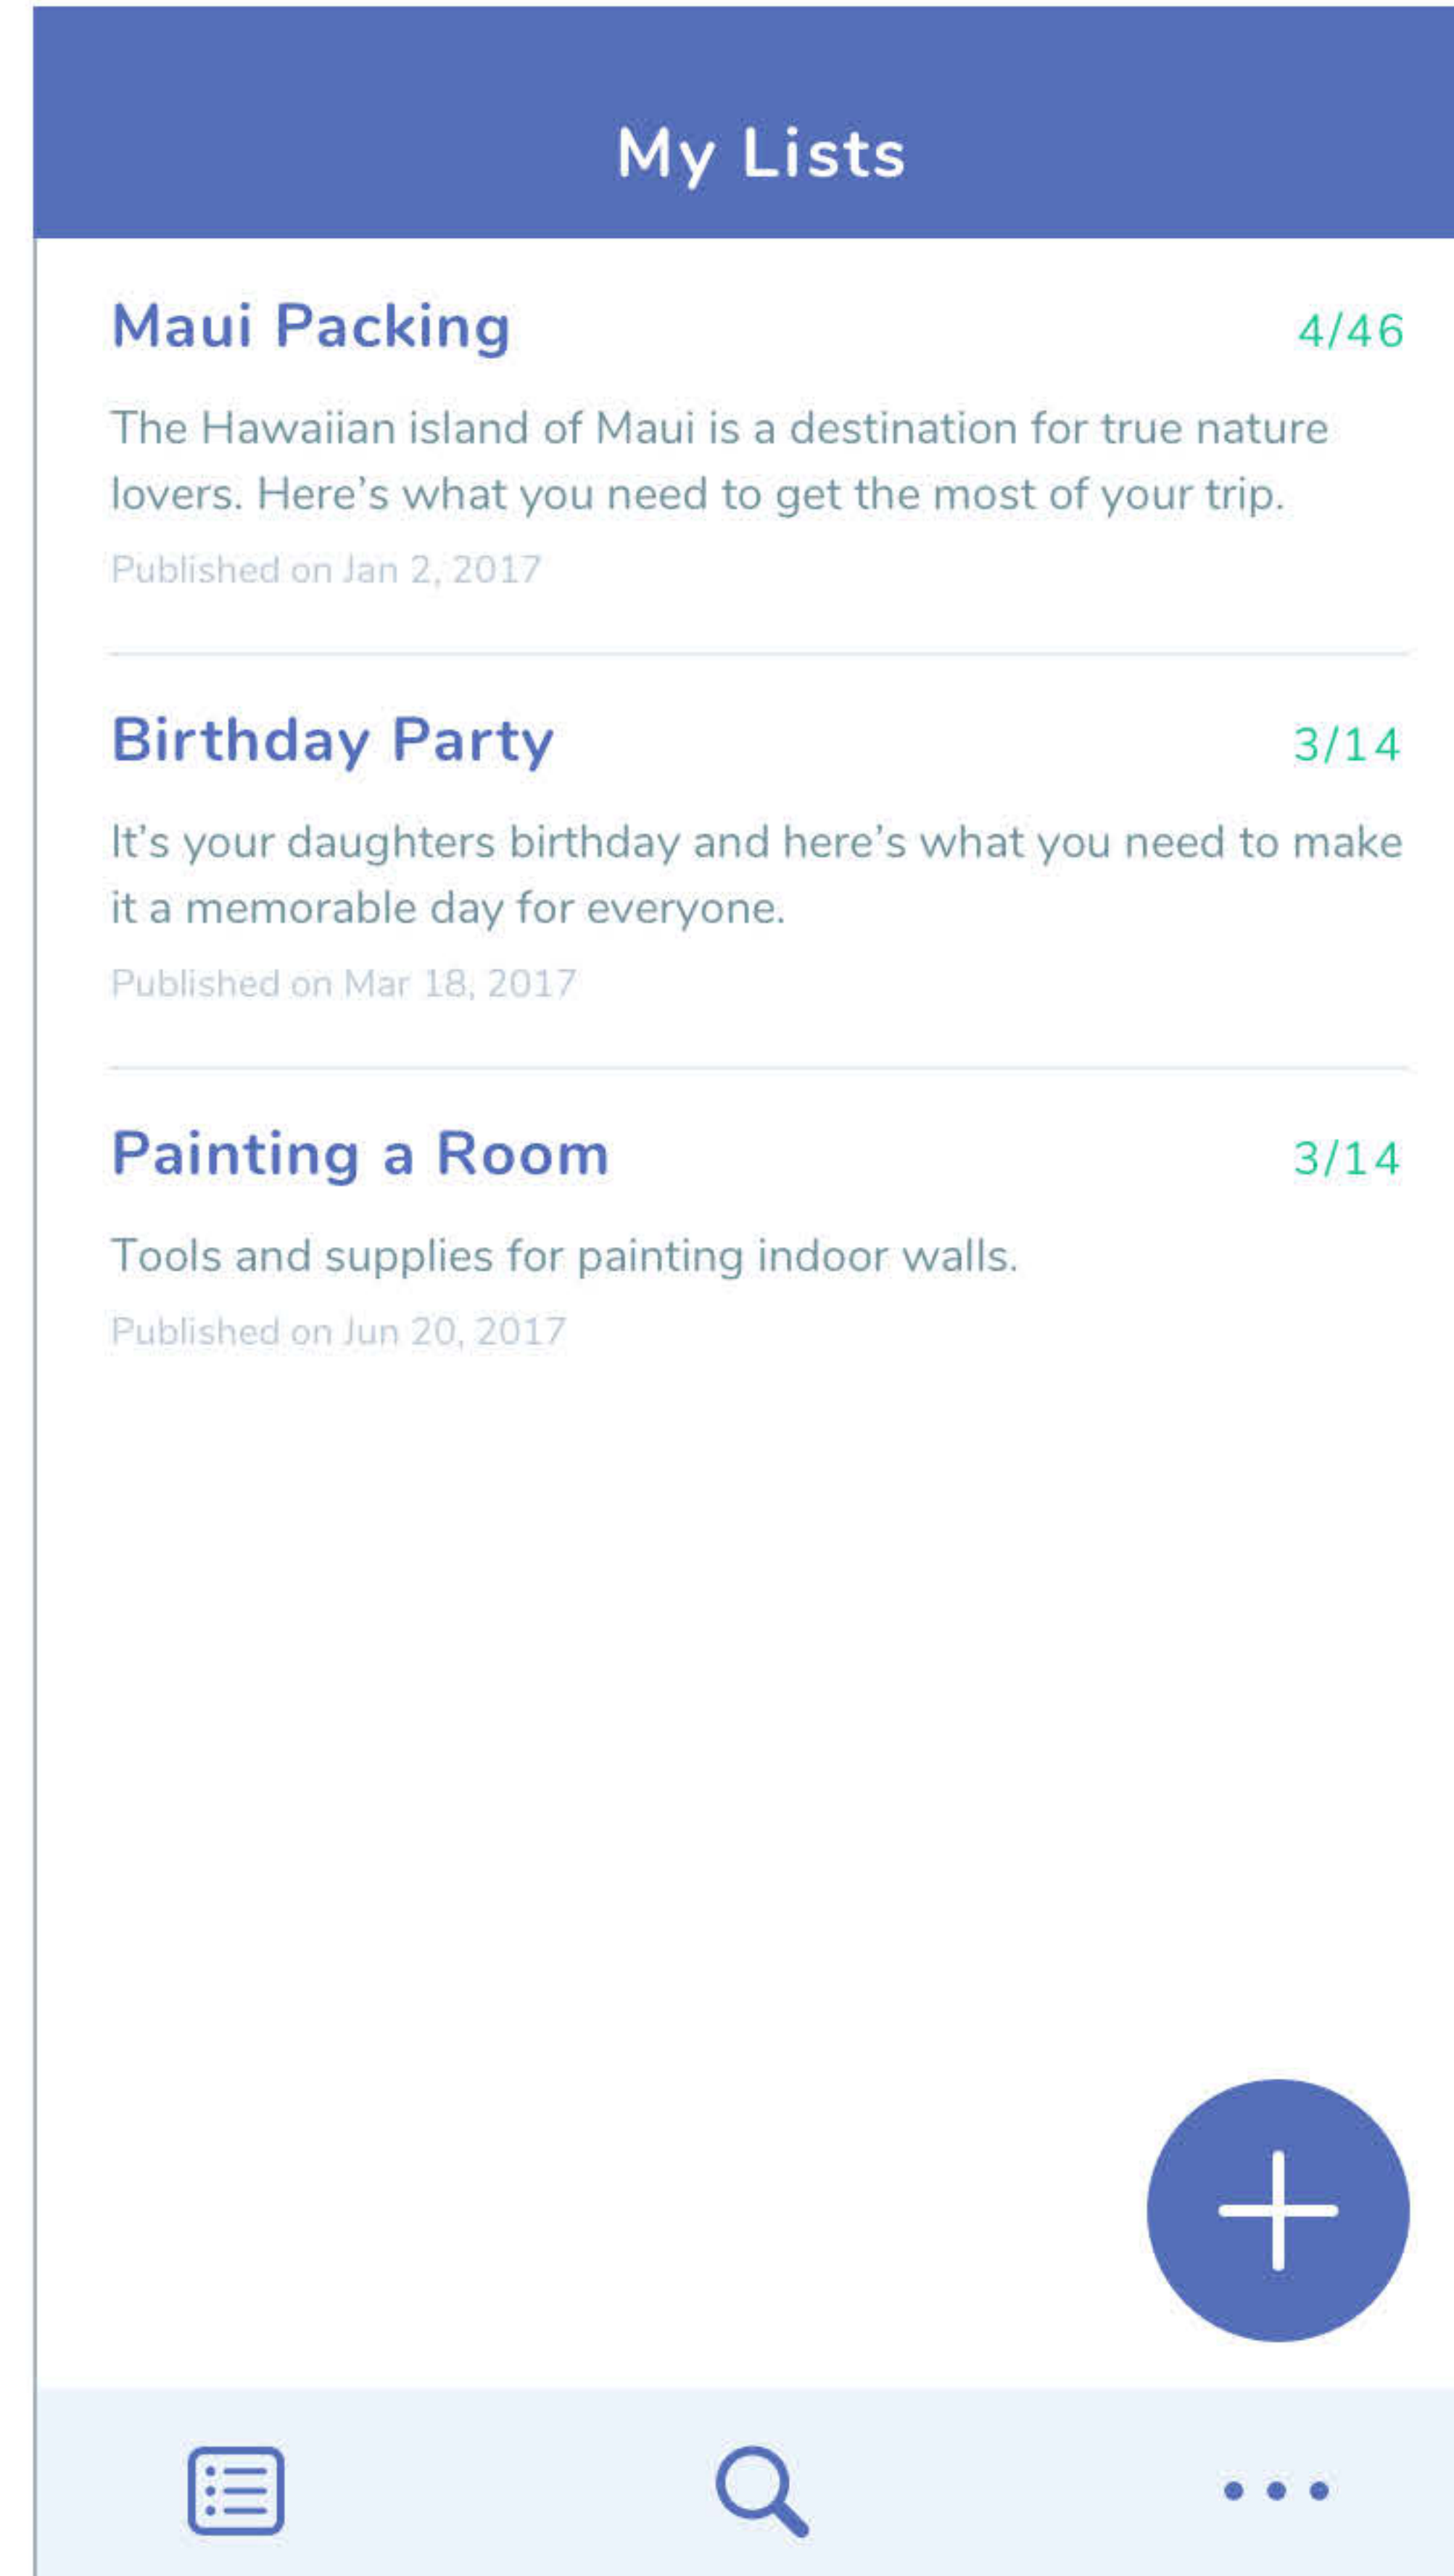 My Lists
Maui Packing
4/46
The Hawaiian island of Maui is a destination for true nature
lovers. Here’s what you need to get the most of your trip.
Published on Jan 2, 2017
Birthday Party
3/14
It’s your daughters birthday and here’s what you need to make
it a memorable day for everyone.
Published on Mar 18, 2017
Painting a Room
3/14
Tools and supplies for painting indoor walls.
Published on Jun 20, 2017